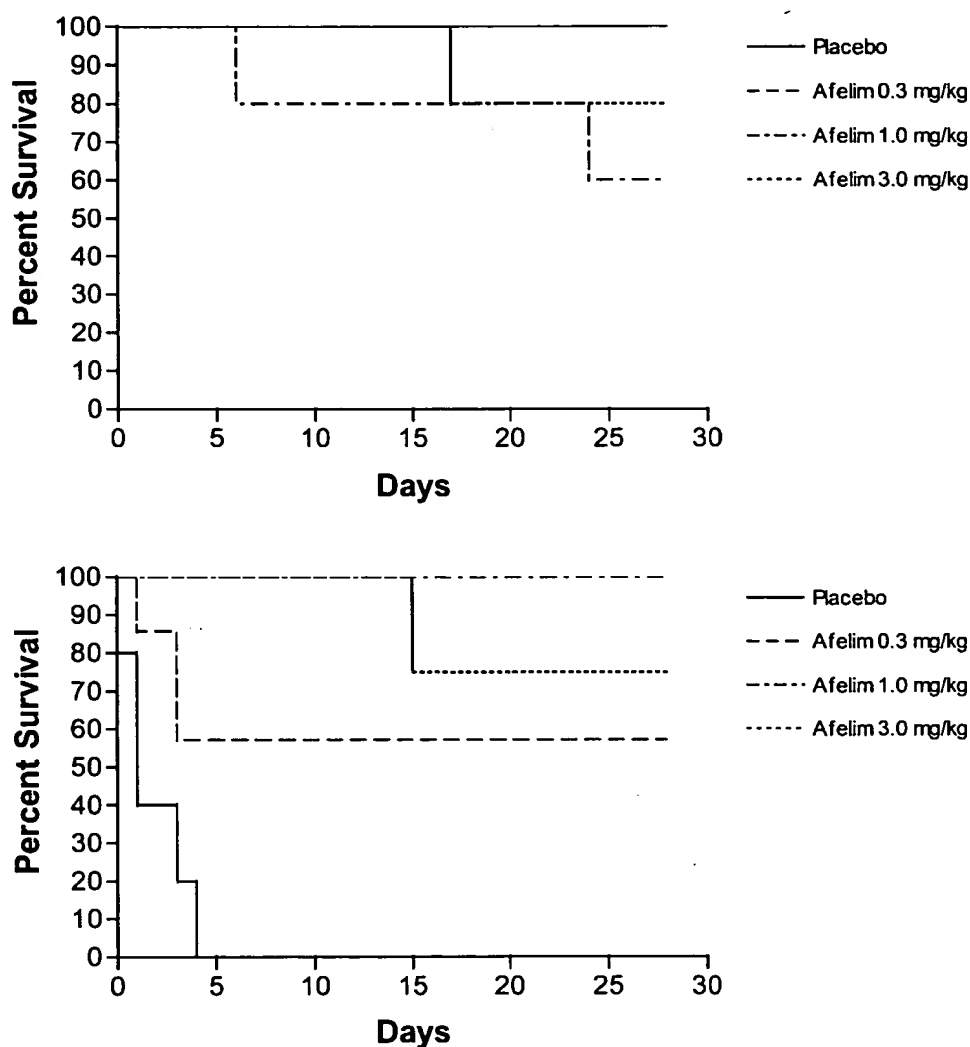 Percent Survival
100
90
80
70
60
50
40
30
20
10
0
0 5 10 15 20 25 30
Days
Placebo
Afelim 0.3 mg/kg
Afelim 1.0 mg/kg
Afelim 3.0 mg/kg
Percent Survival
100
90
80
70
60
50
40
30
20
10
0
0 5 10 15 20 25 30
Days
Placebo
Afelim 0.3 mg/kg
Afelim 1.0 mg/kg
Afelim 3.0 mg/kg